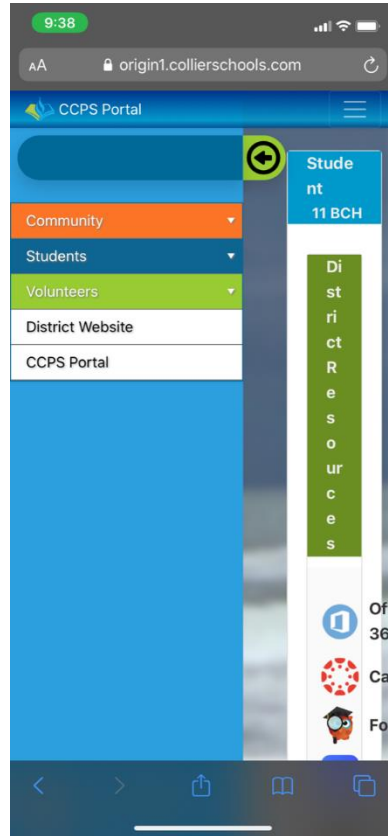 9:38
AA origin1.collierschools.com
CCPS Portal
Community
Students
Volunteers
District Website
CCPS Portal
Stude
nt
11 BCH
Di
st
ri
ct
R
e
s
o
ur
c
e
s
Of
36
Ca
Fo